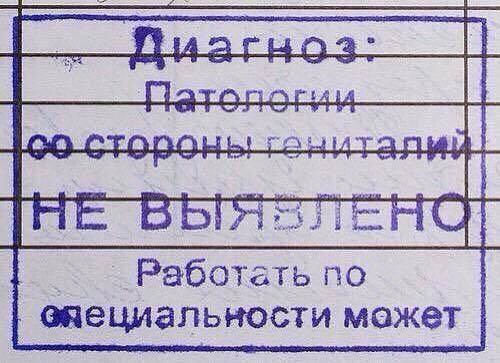 Диагноз:
Патологии
со стороны гениталий
НЕ ВЫЯВЛЕНО
Работать по
специальности может